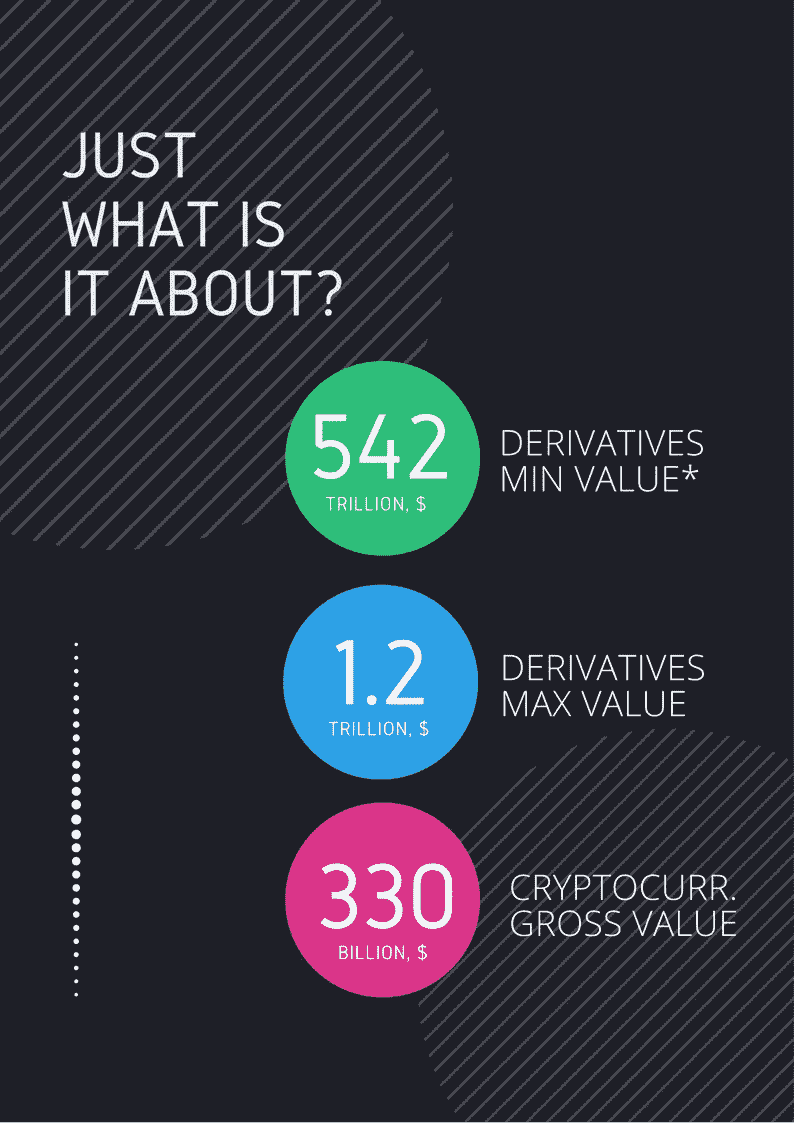 JUST
WHAT IS
IT ABOUT?
542
TRILLION, $
DERIVATIVES
MIN VALUE*
1.2
TRILLION, $
DERIVATIVES
MAX VALUE
330
BILLION, $
CRYPTOCURR.
GROSS VALUE